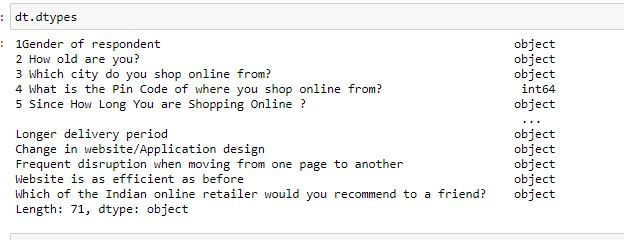 : dt.dtypes
: 1Gender of respondent object
2 How old are you? object
3 Which city do you shop online from? object
4 What is the Pin Code of where you shop online from? int64
5 Since How Long You are Shopping Online ? object
...
Longer delivery period object
Change in website/Application design object
Frequent disruption when moving from one page to another object
Website is as efficient as before object
Which of the Indian online retailer would you recommend to a friend? object
Length: 71, dtype: object